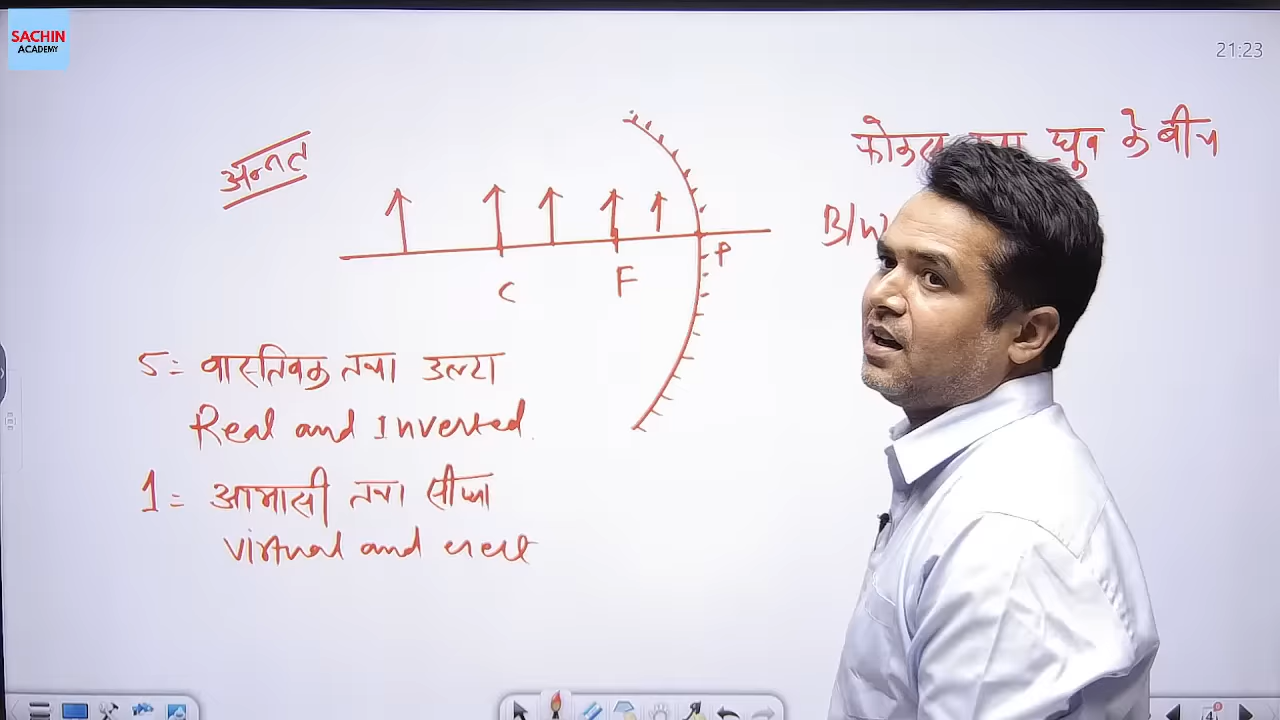 SACHIN
ACADEMY
21:23
अनन्त
फोकस ध्रुव के बीच
B/W
P
C
F
5 = वास्तविक तथा उल्टा
Real and Inverted.
1 = आभासी तथा सीधा
virtual and erect